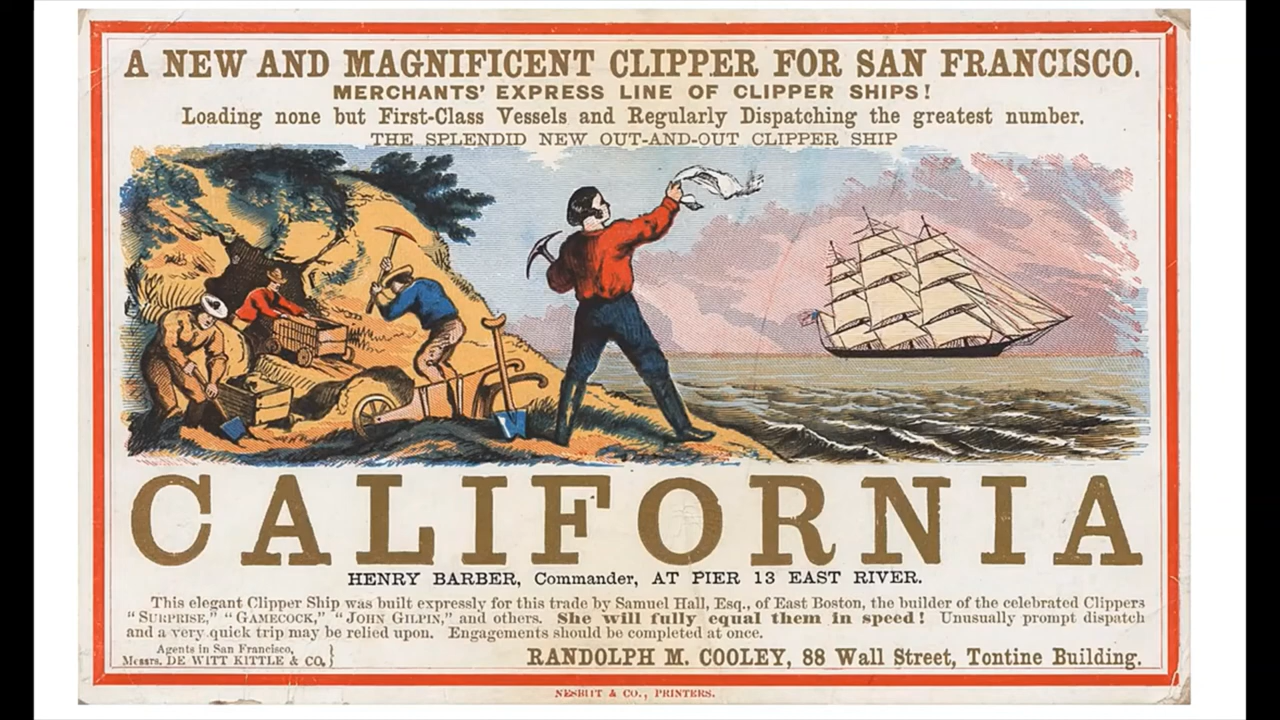 A NEW AND MAGNIFICENT CLIPPER FOR SAN FRANCISCO.
MERCHANTS' EXPRESS LINE OF CLIPPER SHIPS!
Loading none but First-Class Vessels and Regularly Dispatching the greatest number.
THE SPLENDID NEW OUT-AND-OUT CLIPPER SHIP
CALIFORNIA
HENRY BARBER, Commander, AT PIER 13 EAST RIVER.
This elegant Clipper Ship was built expressly for this trade by Samuel Hall, Esq., of East Boston, the builder of the celebrated Clippers
"SURPRISE," "GAMECOCK," "JOHN GILPIN," and others. She will fully equal them in speed! Unusually prompt dispatch
and a very quick trip may be relied upon. Engagements should be completed at once.
Agents in San Francisco,
Messrs. DE WITT KITTLE & CO.,
RANDOLPH M. COOLEY, 88 Wall Street, Tontine Building.
NESBITT & CO., PRINTERS.